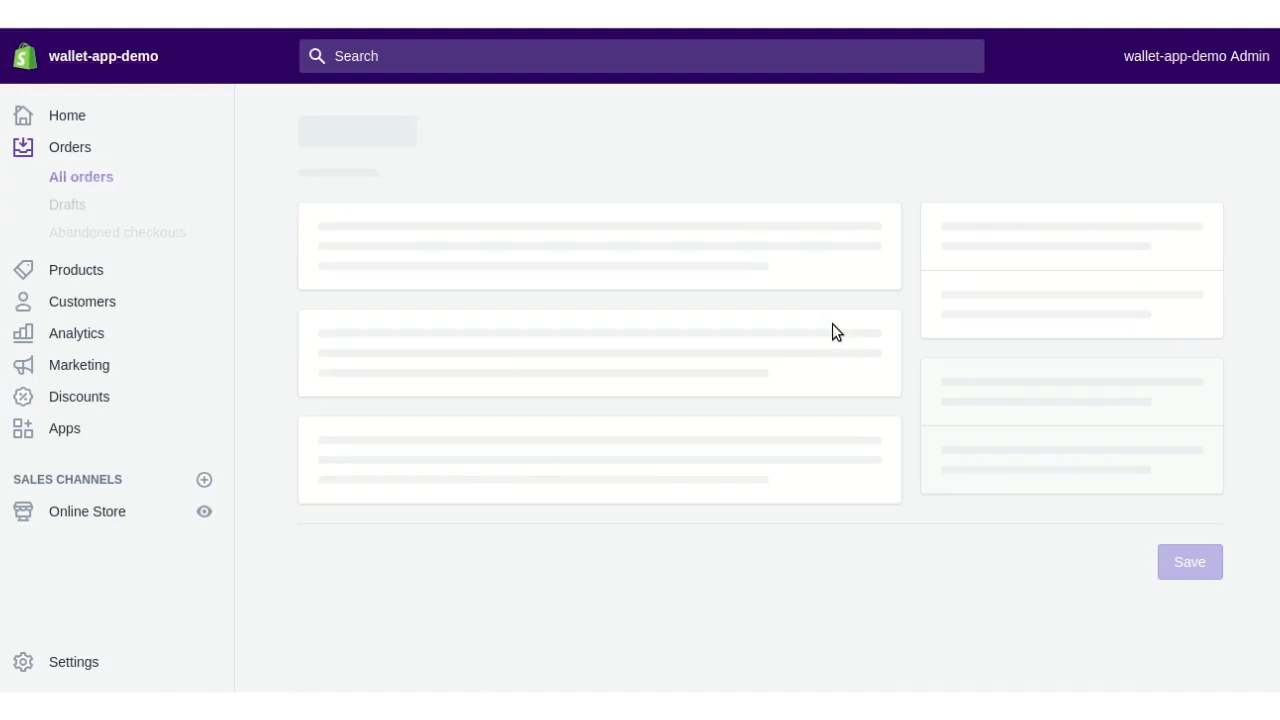 wallet-app-demo
Search
wallet-app-demo Admin
Home
Orders
All orders
Drafts
Abandoned checkouts
Products
Customers
Analytics
Marketing
Discounts
Apps
SALES CHANNELS
Online Store
Save
Settings